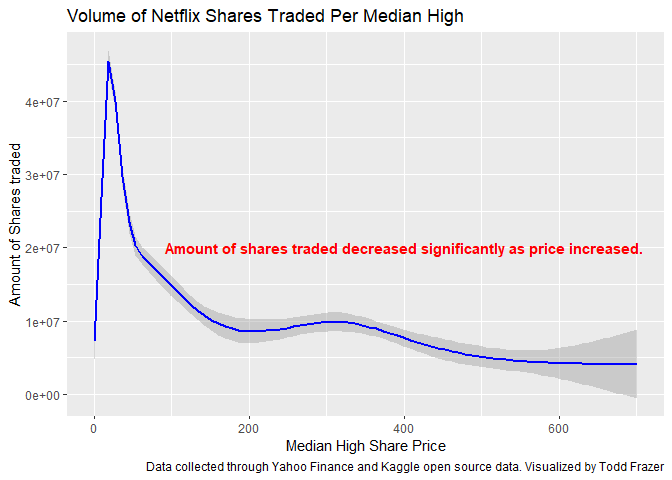 Volume of Netflix Shares Traded Per Median High
Amount of Shares traded
4e+07
3e+07
2e+07
1e+07
0e+00
Amount of shares traded decreased significantly as price increased.
0
200
400
600
Median High Share Price
Data collected through Yahoo Finance and Kaggle open source data. Visualized by Todd Frazer